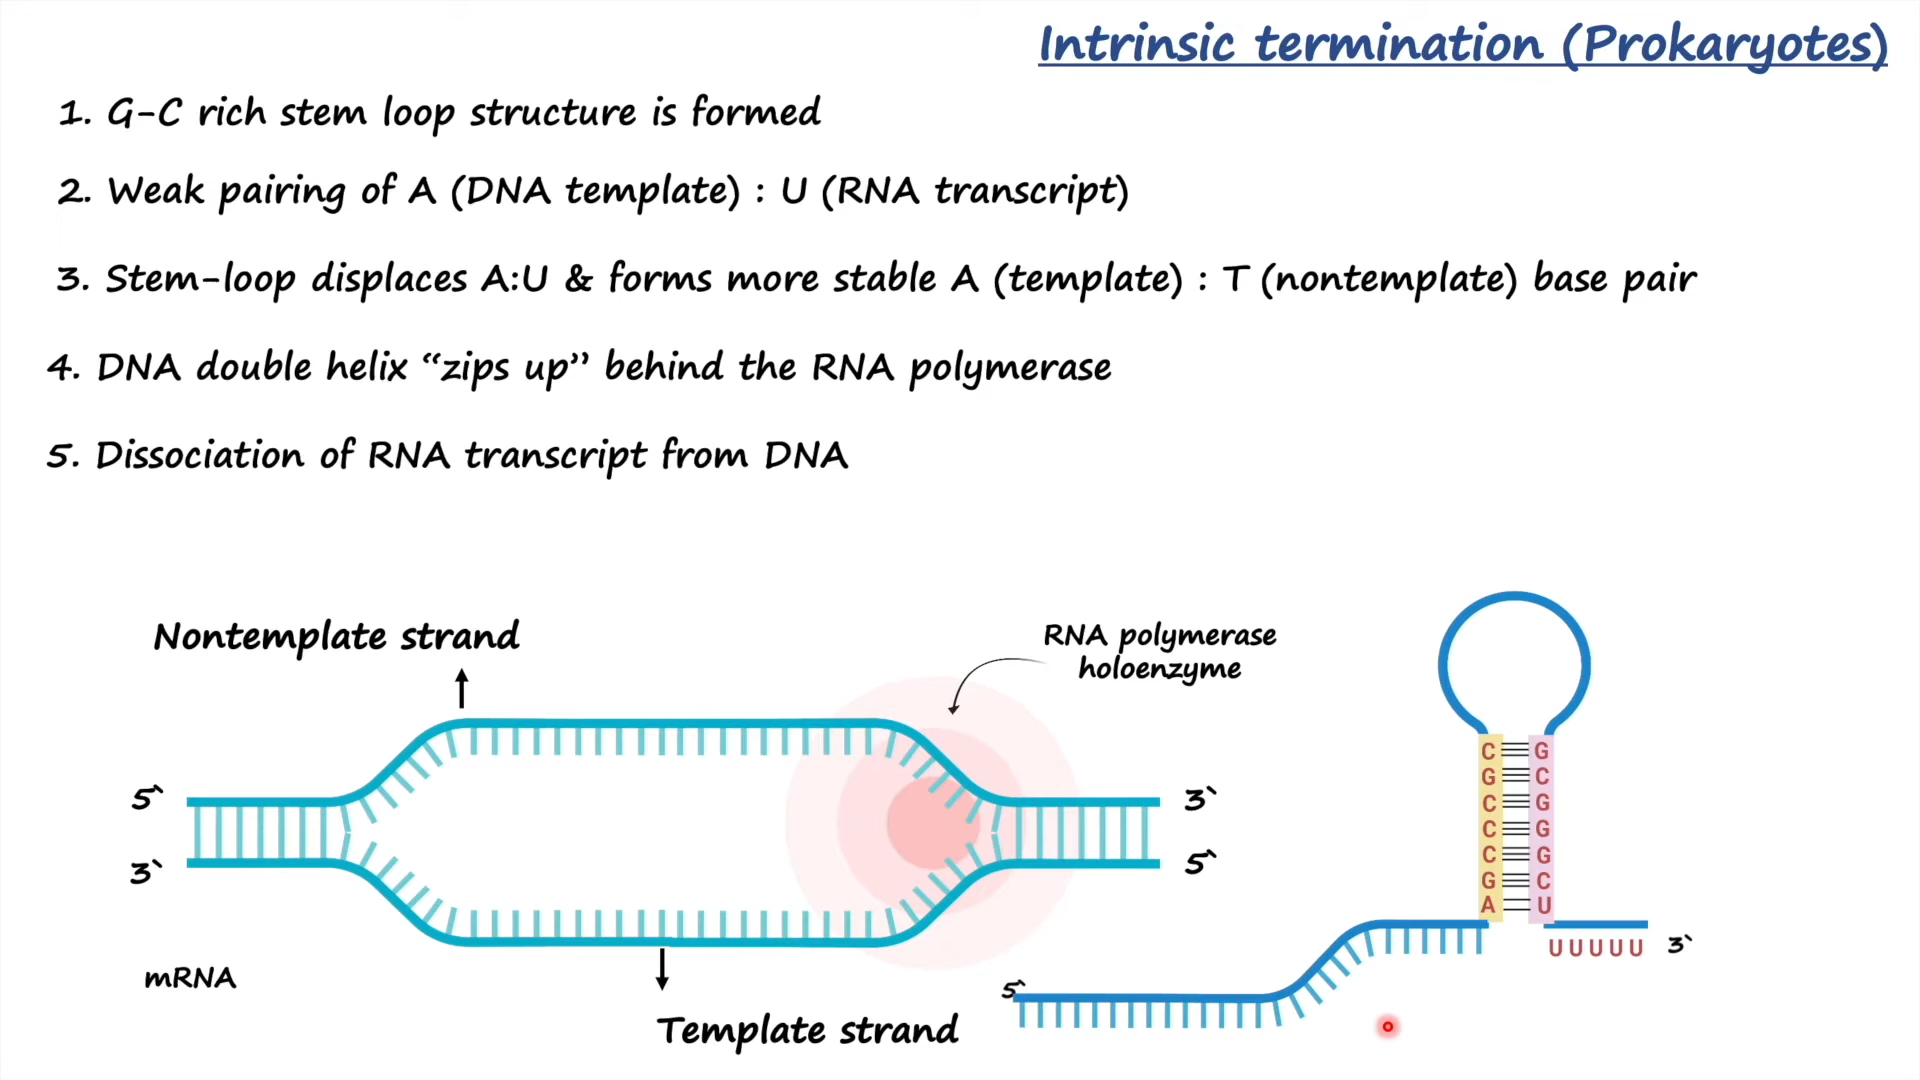 Intrinsic termination (Prokaryotes)
1. G-C rich stem loop structure is formed
2. Weak pairing of A (DNA template) : U (RNA transcript)
3. Stem-loop displaces A:U & forms more stable A (template) : T (nontemplate) base pair
4. DNA double helix “zips up” behind the RNA polymerase
5. Dissociation of RNA transcript from DNA
Nontemplate strand
RNA polymerase
holoenzyme
5`
3`
3`
5`
mRNA
Template strand
C G
G C
C G
C G
C G
G C
A U
UUUUU 3`
5`